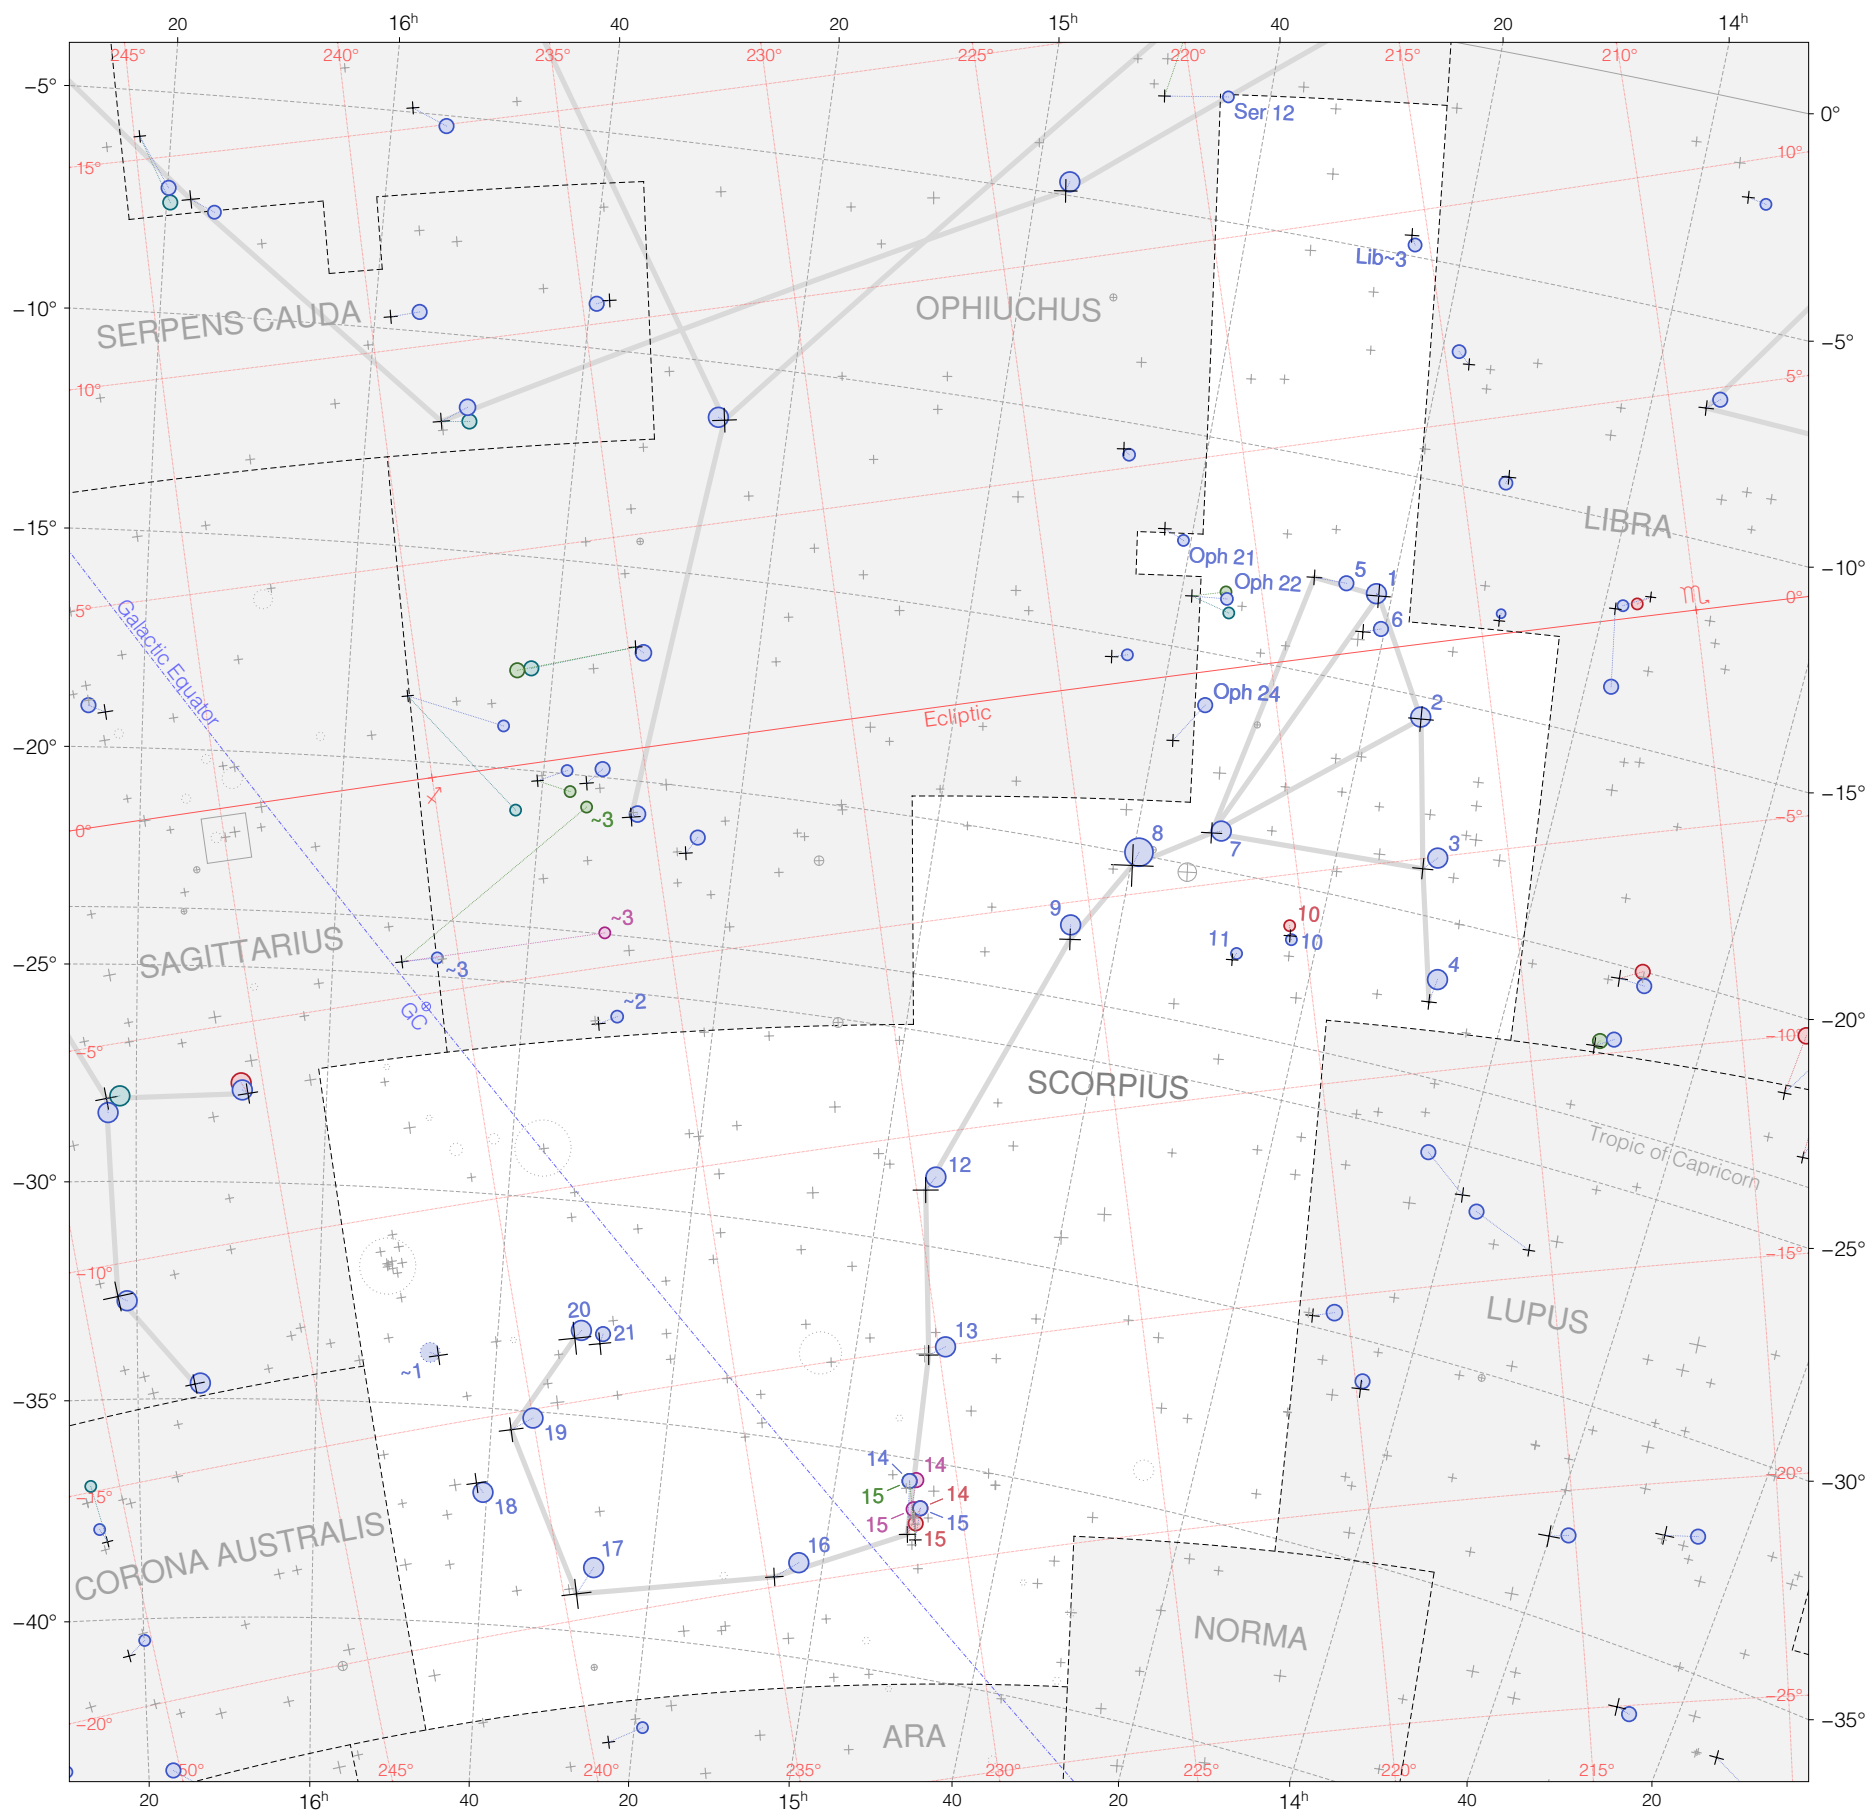 20 16h 40 20 15h 40 20 14h
245° 240° 235° 230° 225° 220° 215° 210°
−5°
0°
Ser 12
15°
10°
Lib~3
SERPENS CAUDA
OPHIUCHUS
−10°
−5°
10°
5°
LIBRA
−15°
−10°
Oph 21
Oph 22
5 1
6
5°
0°
♏
Galactic Equator
Oph 24
2
Ecliptic
−20°
−15°
♐
0°
−5°
~3
8
7
3
9
~3
10
10
11
4
SAGITTARIUS
−25°
~3
~2
GC
−20°
−10°
−5°
SCORPIUS
Tropic of Capricorn
−30°
12
−25°
−15°
−10°
20
21
13
LUPUS
~1
−35°
19
14 14
15 14
18
15 15
15
−30°
−20°
−15°
CORONA AUSTRALIS
17
16
−40°
NORMA
−25°
−20°
−35°
ARA
50° 245° 240° 235° 230° 225° 220° 215°
20 16h 40 20 15h 40 20 14h 40 20